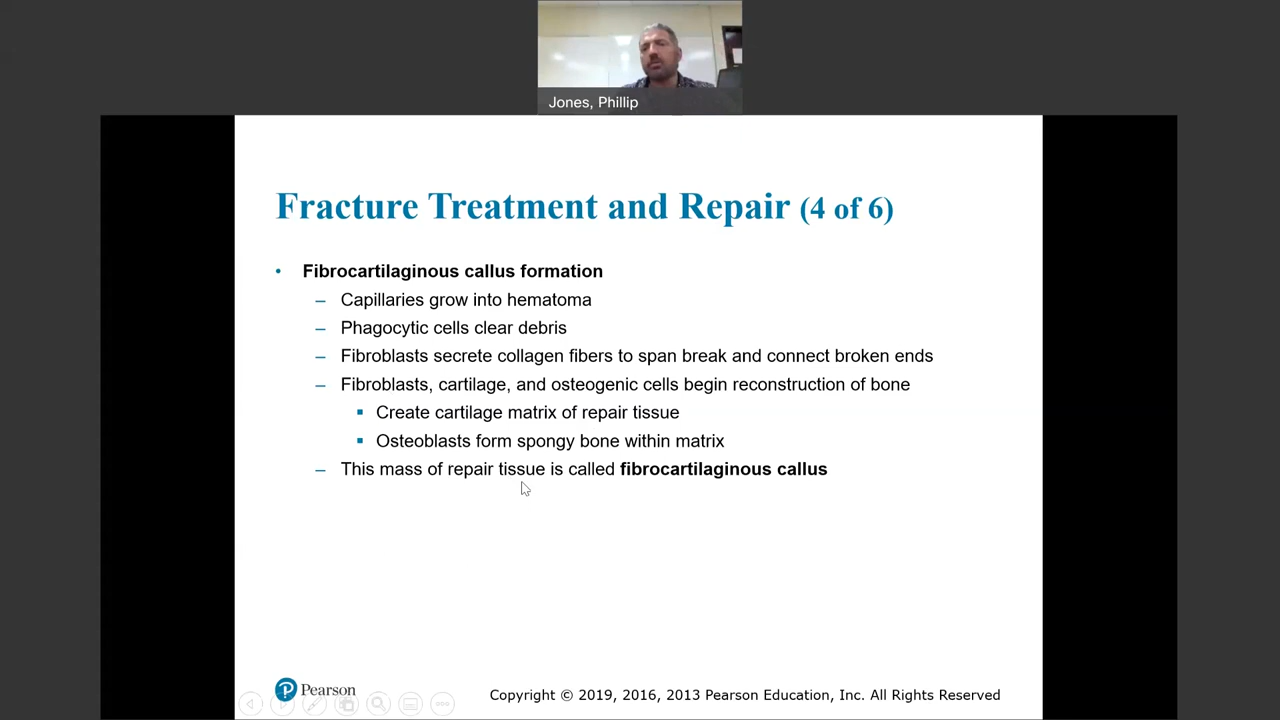 Jones, Phillip
Fracture Treatment and Repair (4 of 6)
• Fibrocartilaginous callus formation
– Capillaries grow into hematoma
– Phagocytic cells clear debris
– Fibroblasts secrete collagen fibers to span break and connect broken ends
– Fibroblasts, cartilage, and osteogenic cells begin reconstruction of bone
▪ Create cartilage matrix of repair tissue
▪ Osteoblasts form spongy bone within matrix
– This mass of repair tissue is called fibrocartilaginous callus
P Pearson
Copyright © 2019, 2016, 2013 Pearson Education, Inc. All Rights Reserved